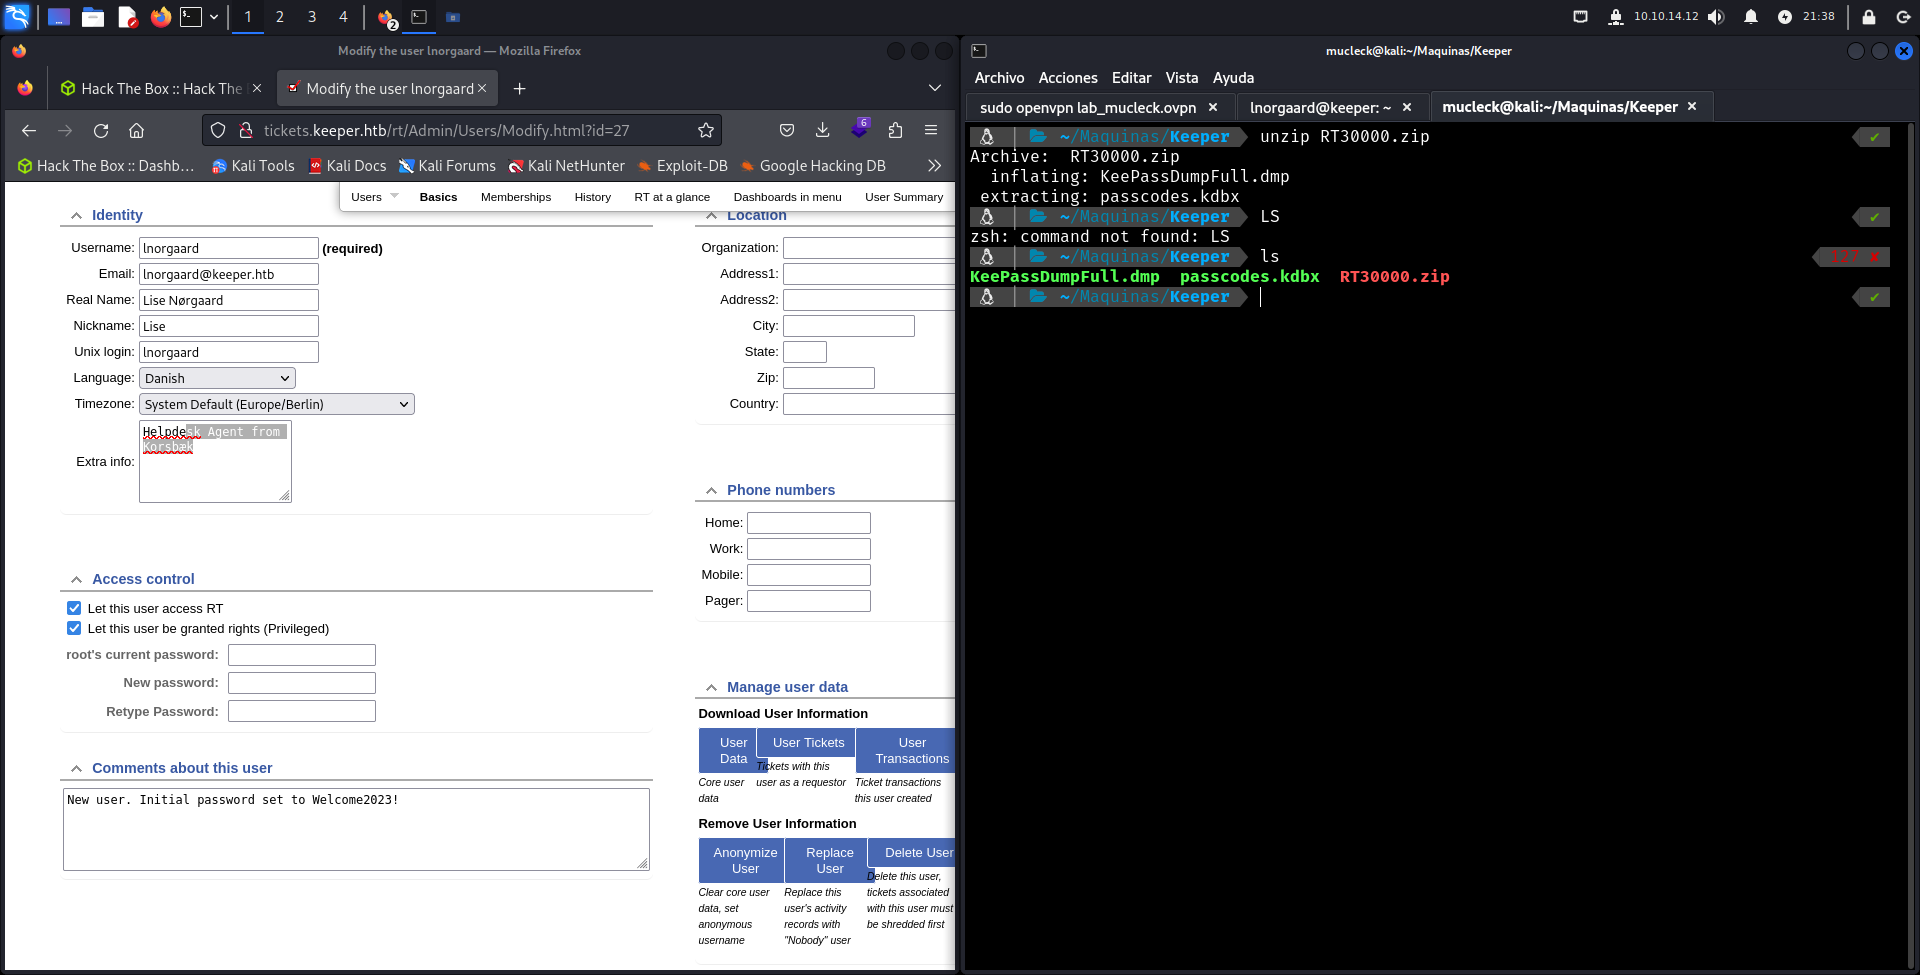 1 2 3 4 2 10.10.14.12 21:38
Modify the user lnorgaard — Mozilla Firefox
Hack The Box :: Hack The
Modify the user lnorgaard
tickets.keeper.htb/rt/Admin/Users/Modify.html?id=27
6
Hack The Box :: Dashb… Kali Tools Kali Docs Kali Forums Kali NetHunter Exploit-DB Google Hacking DB
Users Basics Memberships History RT at a glance Dashboards in menu User Summary
Identity
Username: lnorgaard (required)
Email: lnorgaard@keeper.htb
Real Name: Lise Nørgaard
Nickname: Lise
Unix login: lnorgaard
Language: Danish
Timezone: System Default (Europe/Berlin)
Extra info: Helpdesk Agent from
Korsbæk
Access control
Let this user access RT
Let this user be granted rights (Privileged)
root's current password:
New password:
Retype Password:
Comments about this user
New user. Initial password set to Welcome2023!
Location
Organization:
Address1:
Address2:
City:
State:
Zip:
Country:
Phone numbers
Home:
Work:
Mobile:
Pager:
Manage user data
Download User Information
User Data
Core user data
User Tickets
Tickets with this user as a requestor
User Transactions
Ticket transactions this user created
Remove User Information
Anonymize User
Clear core user data, set anonymous username
Replace User
Replace this user's activity records with "Nobody" user
Delete User
Delete this user, tickets associated with this user must be shredded first
mucleck@kali:~/Maquinas/Keeper
Archivo Acciones Editar Vista Ayuda
sudo openvpn lab_mucleck.ovpn lnorgaard@keeper: ~ mucleck@kali:~/Maquinas/Keeper
~/Maquinas/Keeper unzip RT30000.zip
Archive: RT30000.zip
inflating: KeePassDumpFull.dmp
extracting: passcodes.kdbx
~/Maquinas/Keeper LS
zsh: command not found: LS
~/Maquinas/Keeper ls 127 ✘
KeePassDumpFull.dmp passcodes.kdbx RT30000.zip
~/Maquinas/Keeper